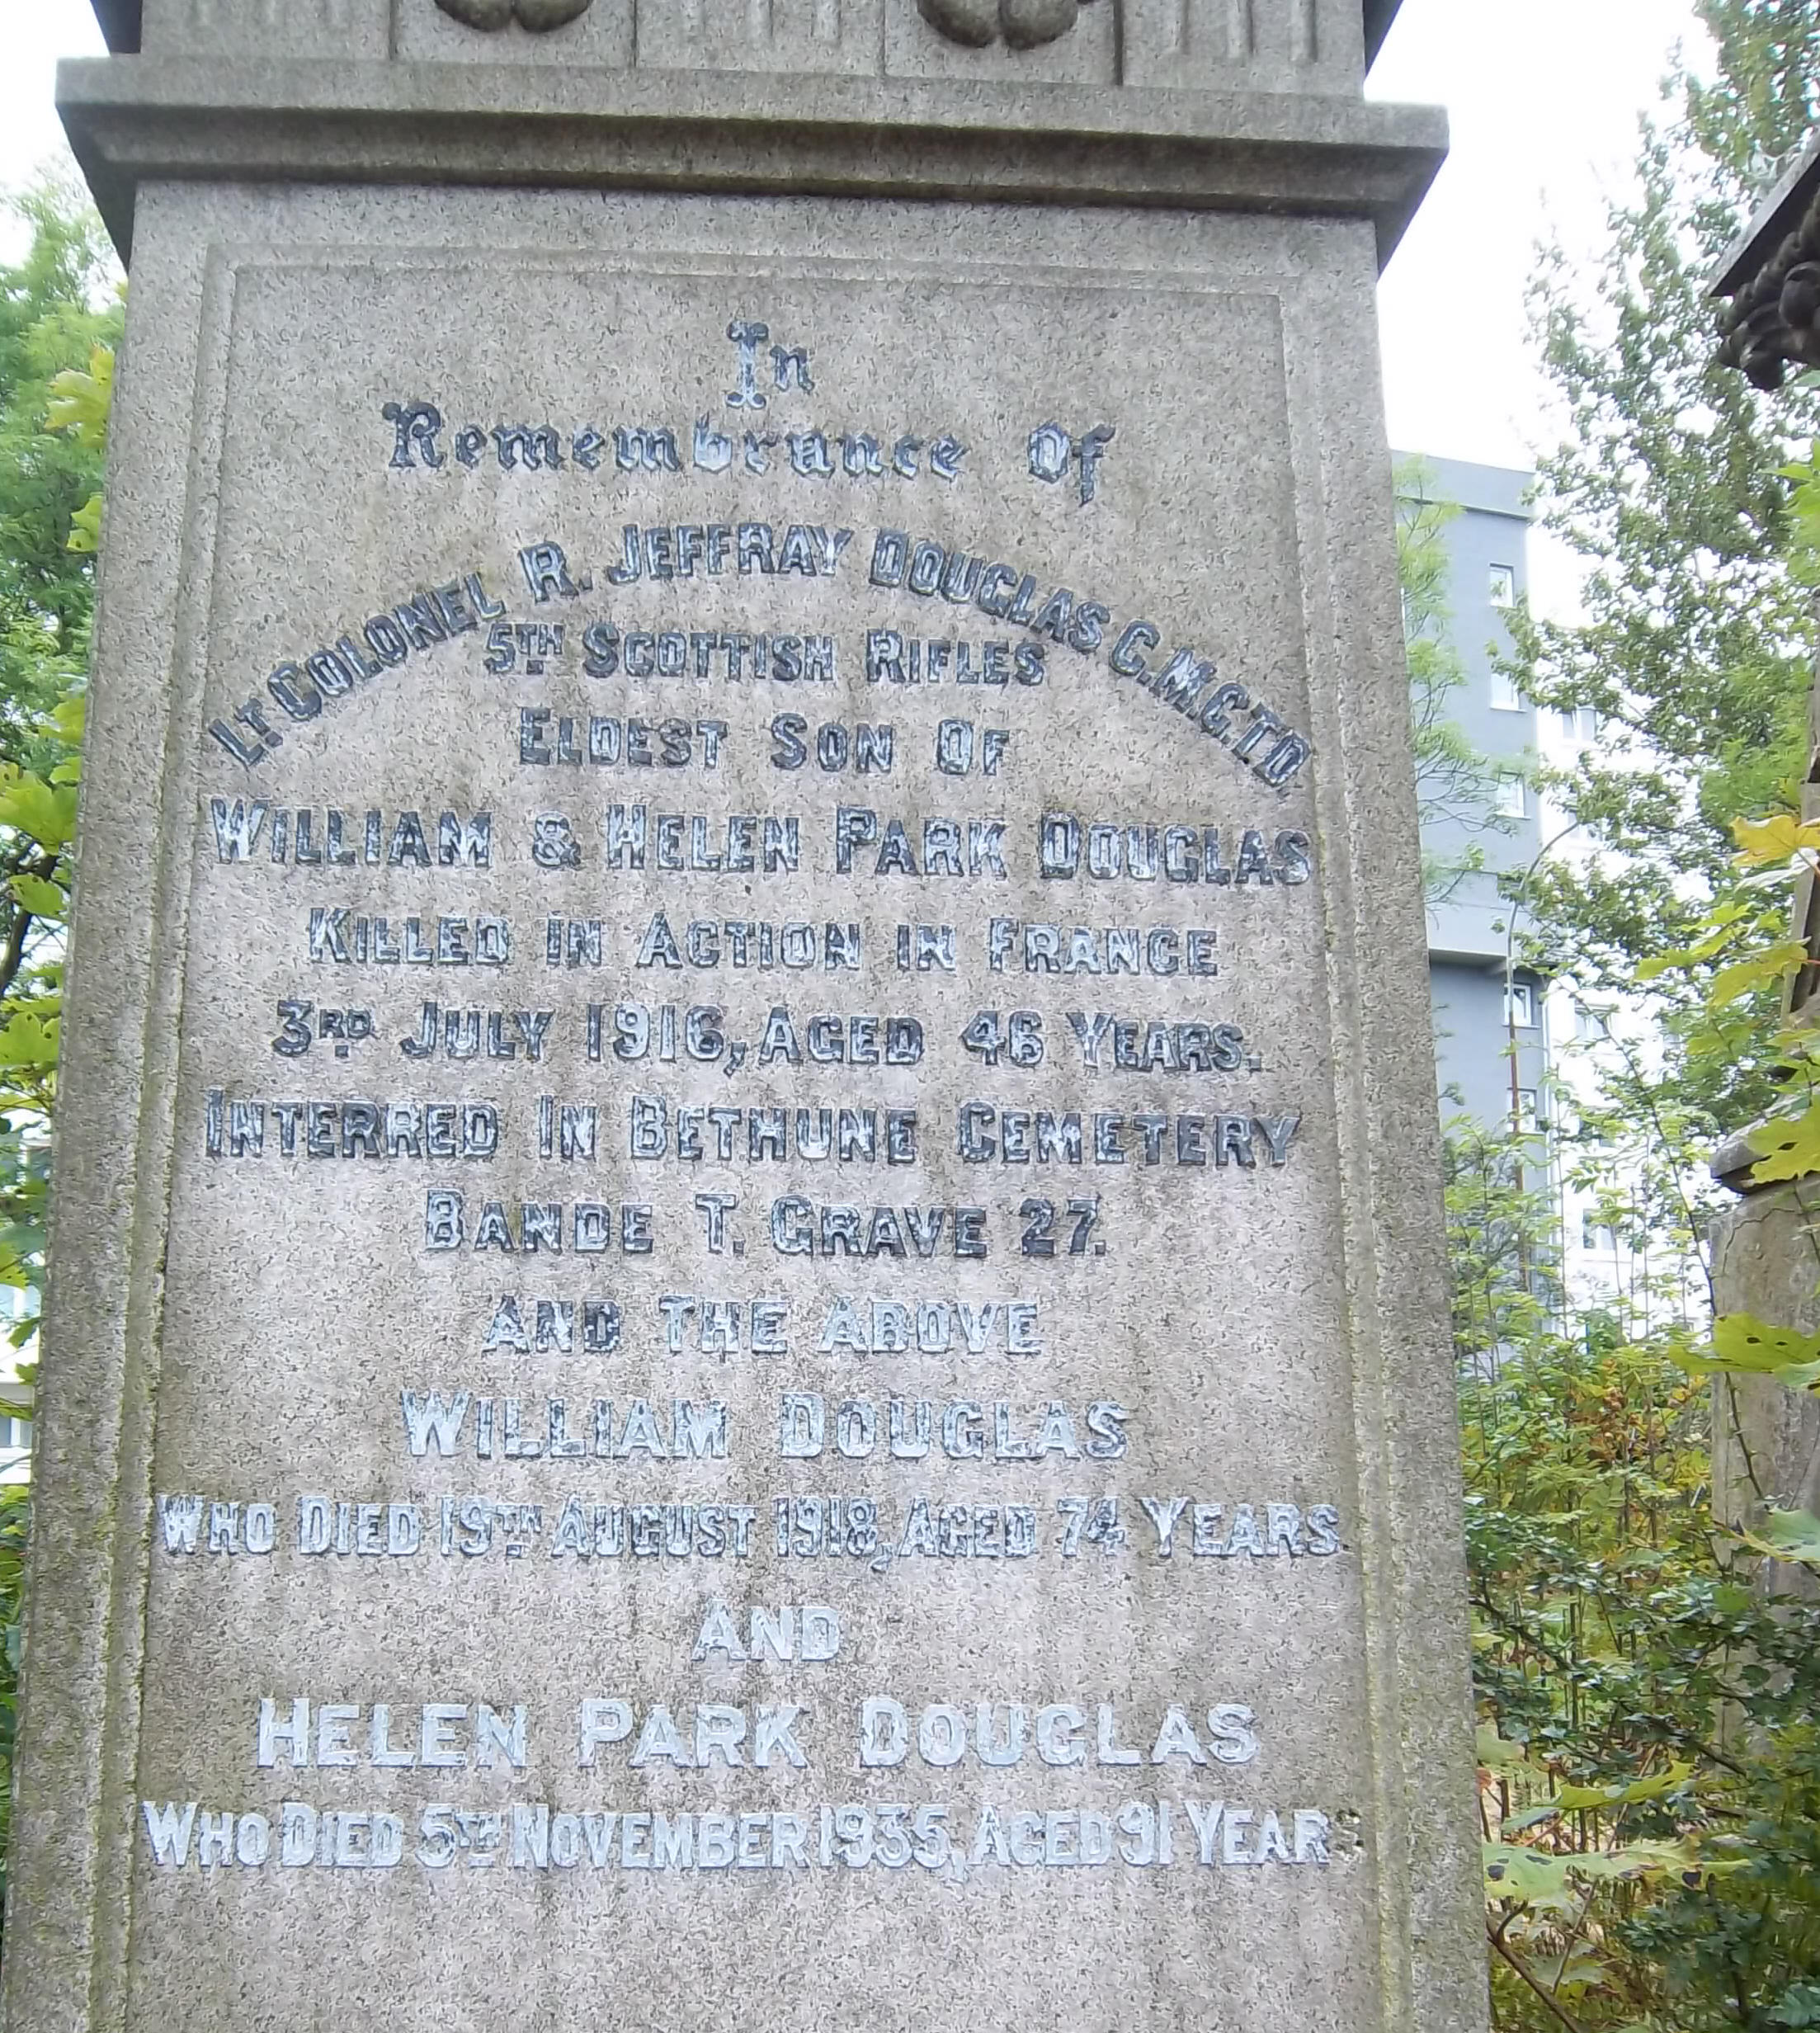 In
Remembrance Of
LT COLONEL R. JEFFRAY DOUGLAS C.M.G. T.D.
5TH SCOTTISH RIFLES
ELDEST SON OF
WILLIAM & HELEN PARK DOUGLAS
KILLED IN ACTION IN FRANCE
3RD JULY 1916, AGED 46 YEARS.
INTERRED IN BETHUNE CEMETERY
BANDE T. GRAVE 27.
AND THE ABOVE
WILLIAM DOUGLAS
WHO DIED 19TH AUGUST 1918, AGED 74 YEARS.
AND
HELEN PARK DOUGLAS
WHO DIED 5TH NOVEMBER 1935, AGED 91 YEARS